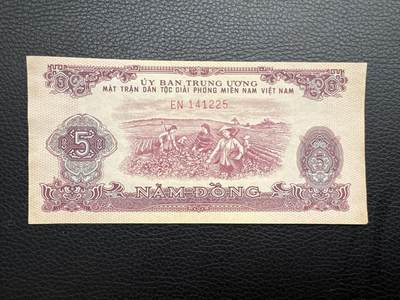 ỦY BAN TRUNG ƯƠNG
MẶT TRẬN DÂN TỘC GIẢI PHÓNG MIỀN NAM VIỆT NAM
EN 141225
5
5
NĂM ĐỒNG